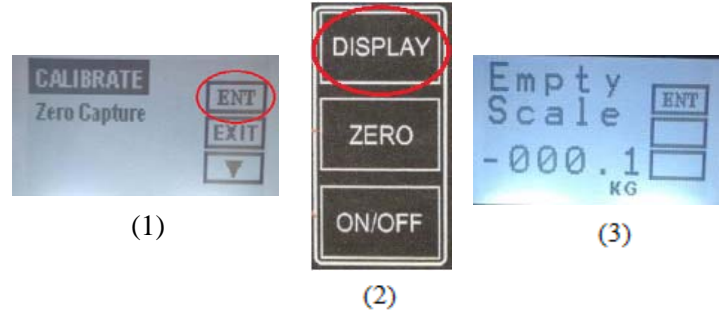 CALIBRATE
Zero Capture
ENT
EXIT
(1)
DISPLAY
ZERO
ON/OFF
(2)
Empty
Scale
-000.1
KG
ENT
(3)